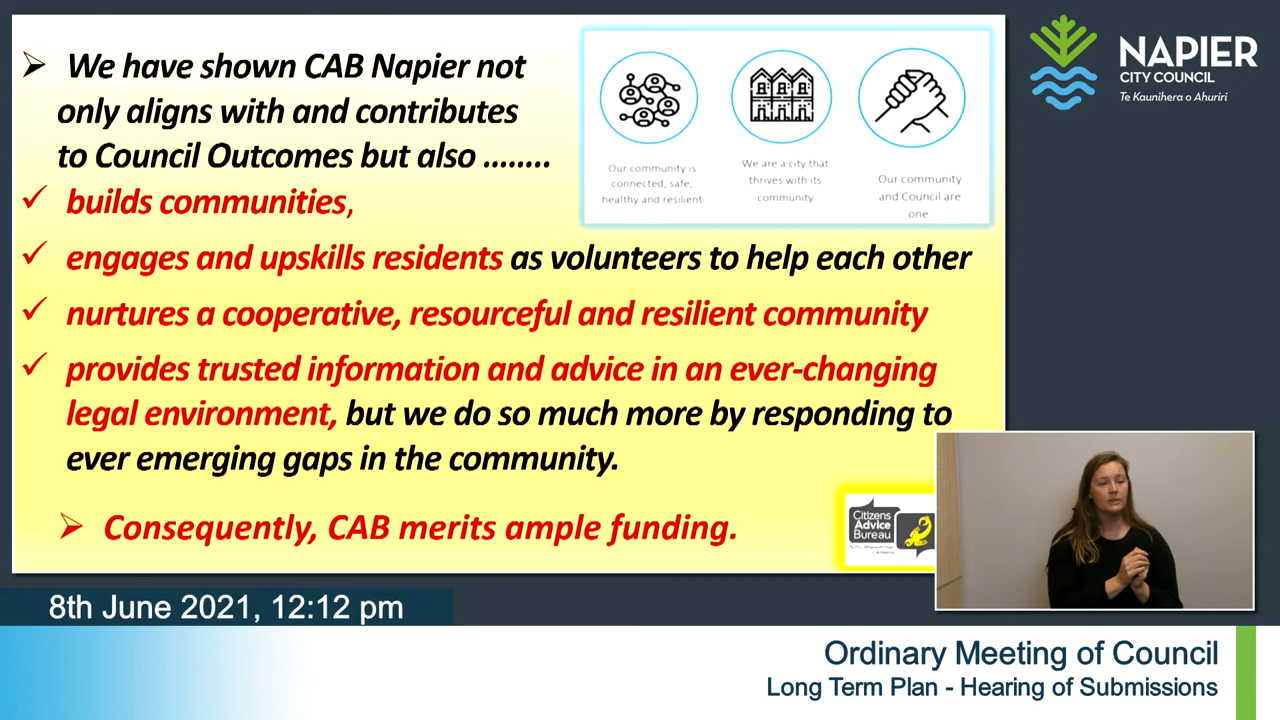 ➢ We have shown CAB Napier not
only aligns with and contributes
to Council Outcomes but also ........
✓ builds communities,
✓ engages and upskills residents as volunteers to help each other
✓ nurtures a cooperative, resourceful and resilient community
✓ provides trusted information and advice in an ever-changing
legal environment, but we do so much more by responding to
ever emerging gaps in the community.
➢ Consequently, CAB merits ample funding.
Our community is
connected, safe,
healthy and resilient
We are a city that
thrives with its
community
Our community
and Council are
one.
Citizens
Advice
Bureau
NAPIER
CITY COUNCIL
Te Kaunihera o Ahuriri
8th June 2021, 12:12 pm
Ordinary Meeting of Council
Long Term Plan - Hearing of Submissions